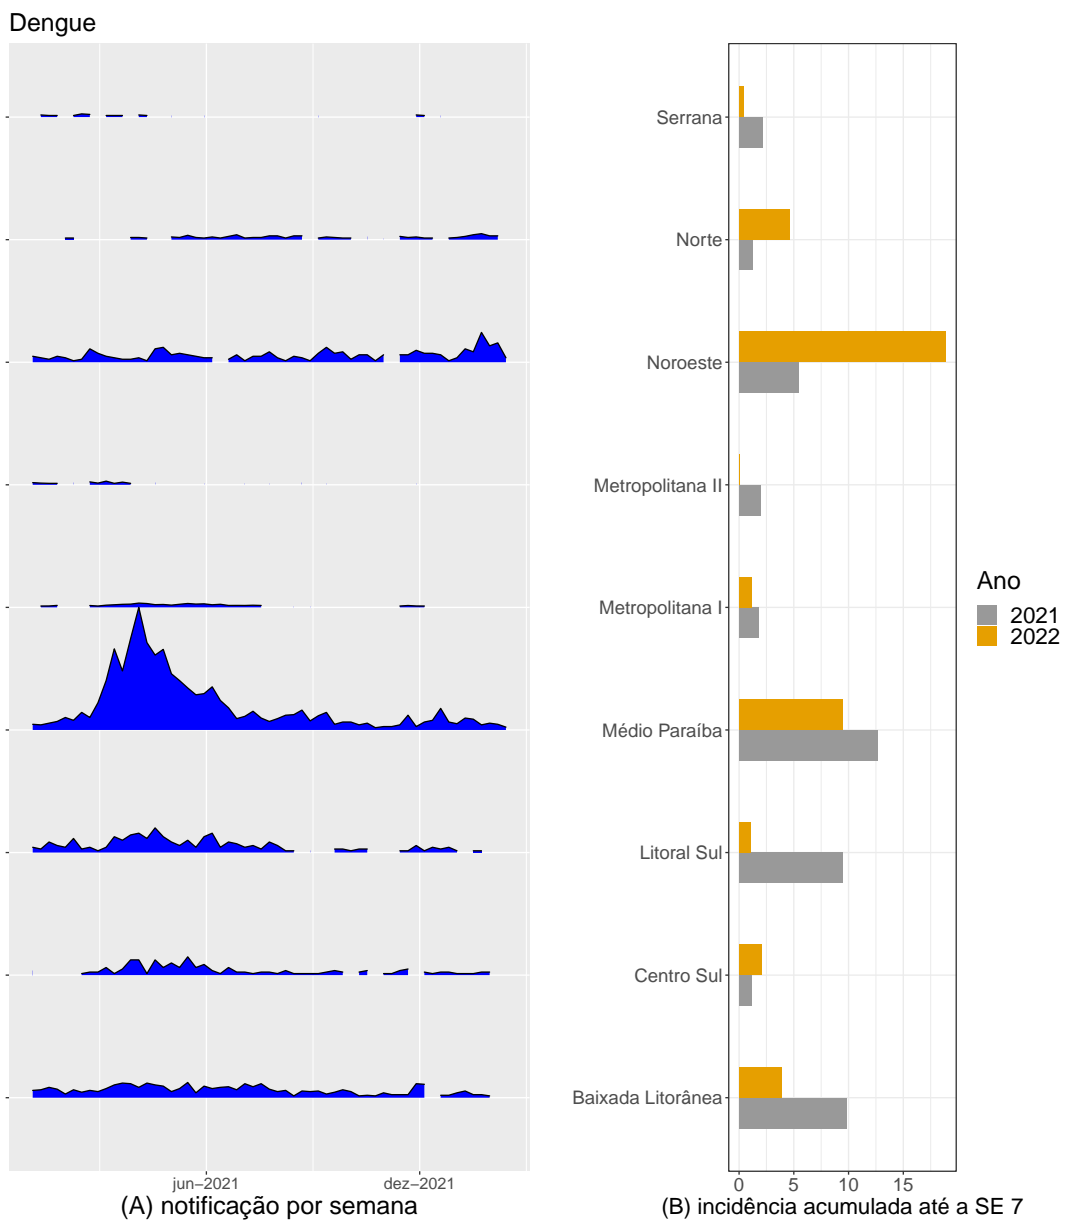 Dengue
Serrana
Norte
Noroeste
Metropolitana II
Metropolitana I
Médio Paraíba
Litoral Sul
Centro Sul
Baixada Litorânea
Ano
2021
2022
jun−2021 dez−2021
0 5 10 15
(A) notificação por semana
(B) incidência acumulada até a SE 7